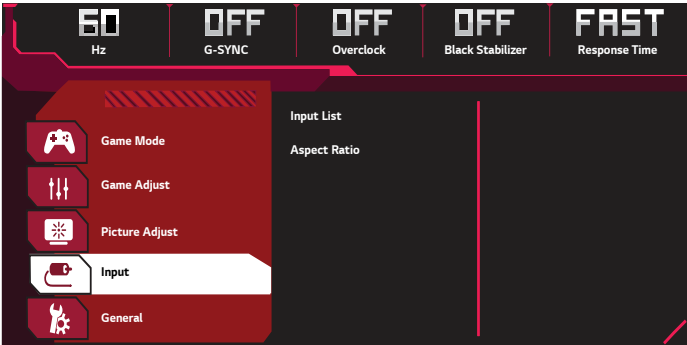 60 OFF OFF OFF FAST
Hz G-SYNC Overclock Black Stabilizer Response Time
Input List
Game Mode
Aspect Ratio
Game Adjust
Picture Adjust
Input
General